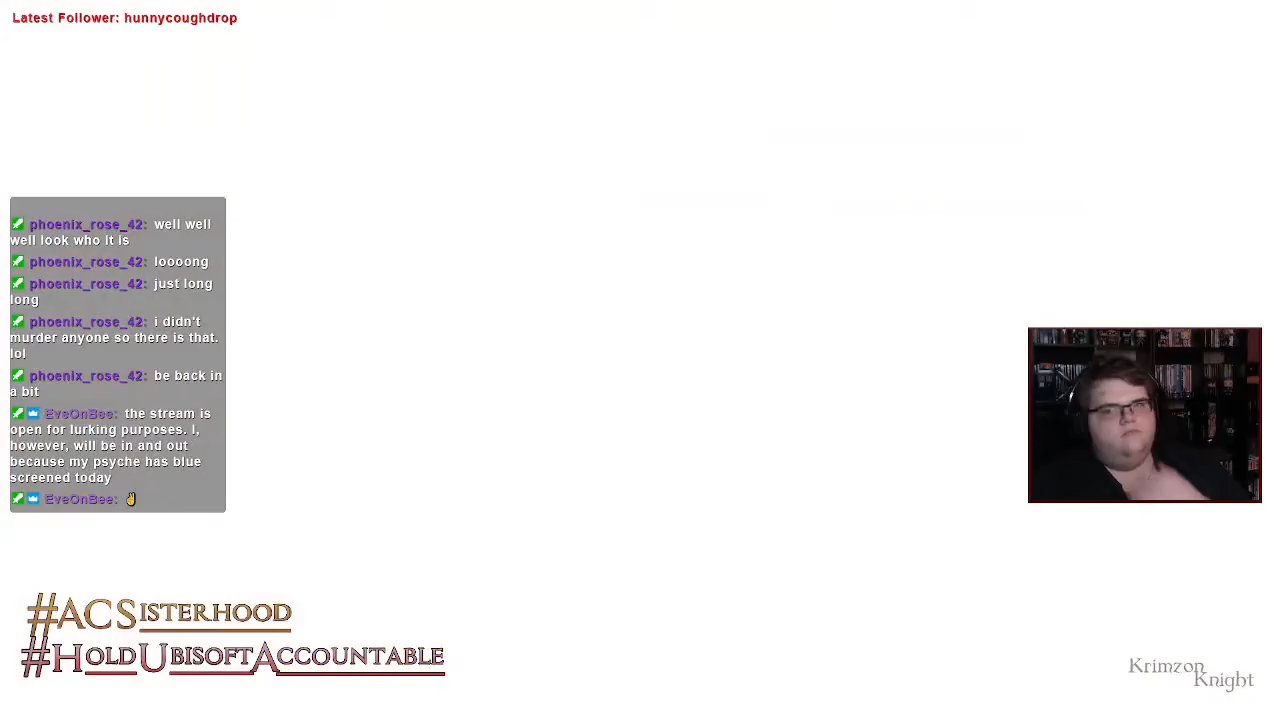 Latest Follower: hunnycoughdrop
phoenix_rose_42: well well
well look who it is
phoenix_rose_42: loooong
phoenix_rose_42: just long
long
phoenix_rose_42: i didn't
murder anyone so there is that.
lol
phoenix_rose_42: be back in
a bit
EveOnBee: the stream is
open for lurking purposes. I,
however, will be in and out
because my psyche has blue
screened today
EveOnBee: ✌
#ACSisterhood
#HoldUbisoftAccountable
Krimzon
Knight